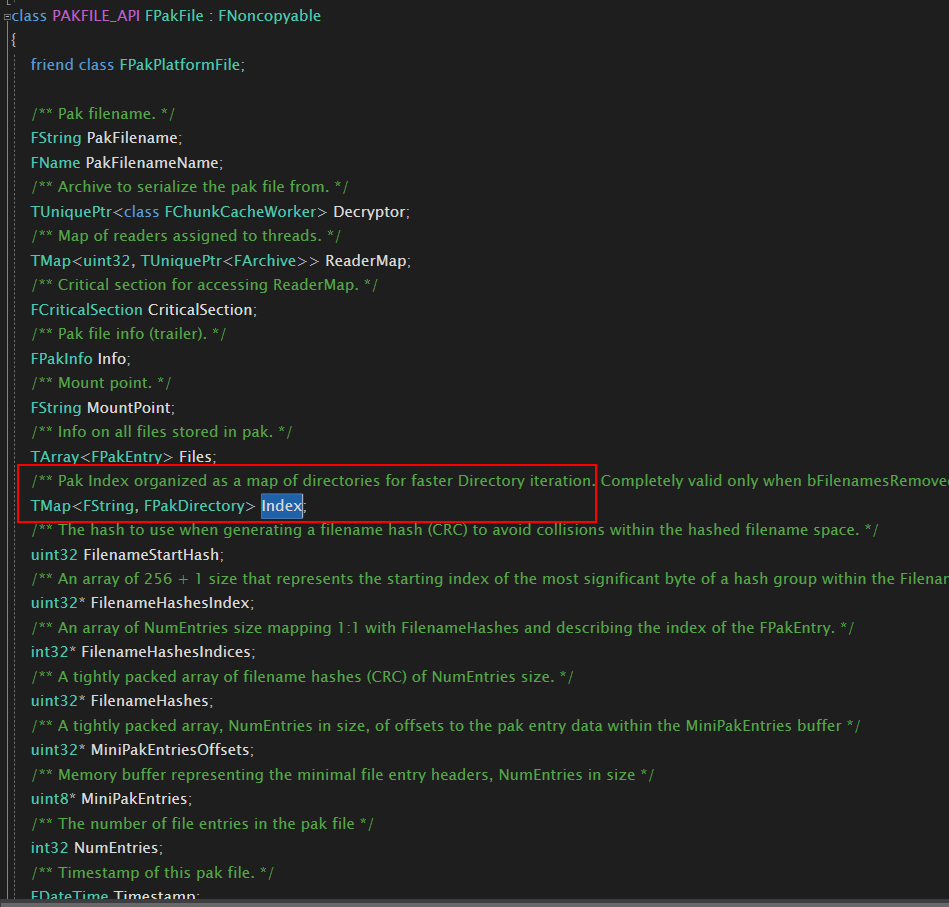 class PAKFILE_API FPakFile : FNoncopyable
{
friend class FPakPlatformFile;
/** Pak filename. */
FString PakFilename;
FName PakFilenameName;
/** Archive to serialize the pak file from. */
TUniquePtr<class FChunkCacheWorker> Decryptor;
/** Map of readers assigned to threads. */
TMap<uint32, TUniquePtr<FArchive>> ReaderMap;
/** Critical section for accessing ReaderMap. */
FCriticalSection CriticalSection;
/** Pak file info (trailer). */
FPakInfo Info;
/** Mount point. */
FString MountPoint;
/** Info on all files stored in pak. */
TArray<FPakEntry> Files;
/** Pak Index organized as a map of directories for faster Directory iteration. Completely valid only when bFilenamesRemove
TMap<FString, FPakDirectory> Index;
/** The hash to use when generating a filename hash (CRC) to avoid collisions within the hashed filename space. */
uint32 FilenameStartHash;
/** An array of 256 + 1 size that represents the starting index of the most significant byte of a hash group within the Filenar
uint32* FilenameHashesIndex;
/** An array of NumEntries size mapping 1:1 with FilenameHashes and describing the index of the FPakEntry. */
int32* FilenameHashesIndices;
/** A tightly packed array of filename hashes (CRC) of NumEntries size. */
uint32* FilenameHashes;
/** A tightly packed array, NumEntries in size, of offsets to the pak entry data within the MiniPakEntries buffer */
uint32* MiniPakEntriesOffsets;
/** Memory buffer representing the minimal file entry headers, NumEntries in size */
uint8* MiniPakEntries;
/** The number of file entries in the pak file */
int32 NumEntries;
/** Timestamp of this pak file. */
FDateTime Timestamp;